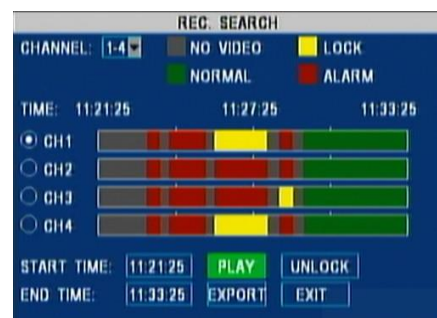 REC. SEARCH
CHANNEL: 1-4 NO VIDEO LOCK
NORMAL ALARM
TIME: 11:21:25 11:27:25 11:33:25
CH1
CH2
CH3
CH4
START TIME: 11:21:25 PLAY UNLOCK
END TIME: 11:33:25 EXPORT EXIT